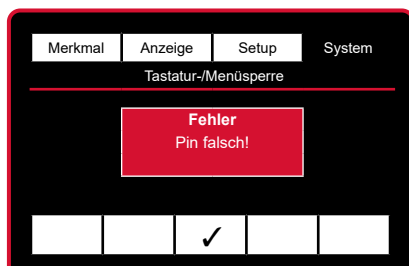 Merkmal Anzeige Setup System
Tastatur-/Menüsperre
Fehler
Pin falsch!
✓